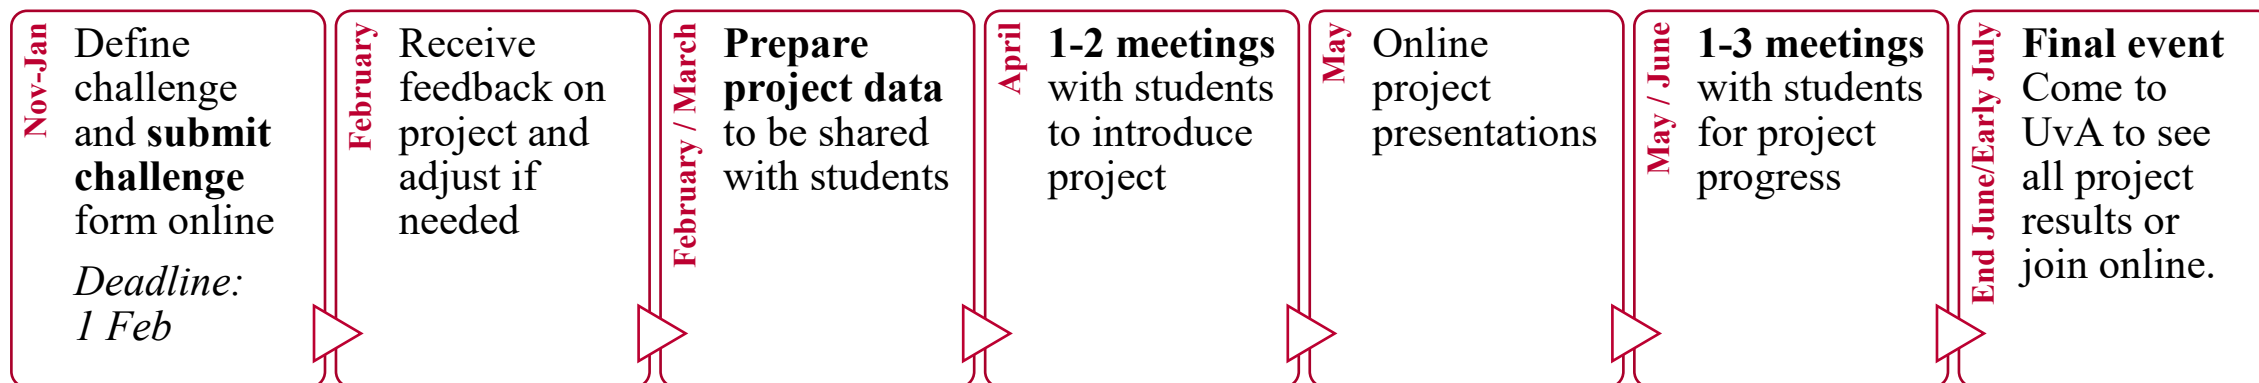 Nov-Jan
Define
challenge
and submit
challenge
form online
Deadline:
1 Feb
February
Receive
feedback on
project and
adjust if
needed
February / March
Prepare
project data
to be shared
with students
April
1-2 meetings
with students
to introduce
project
May
Online
project
presentations
May / June
1-3 meetings
with students
for project
progress
End June/Early July
Final event
Come to
UvA to see
all project
results or
join online.